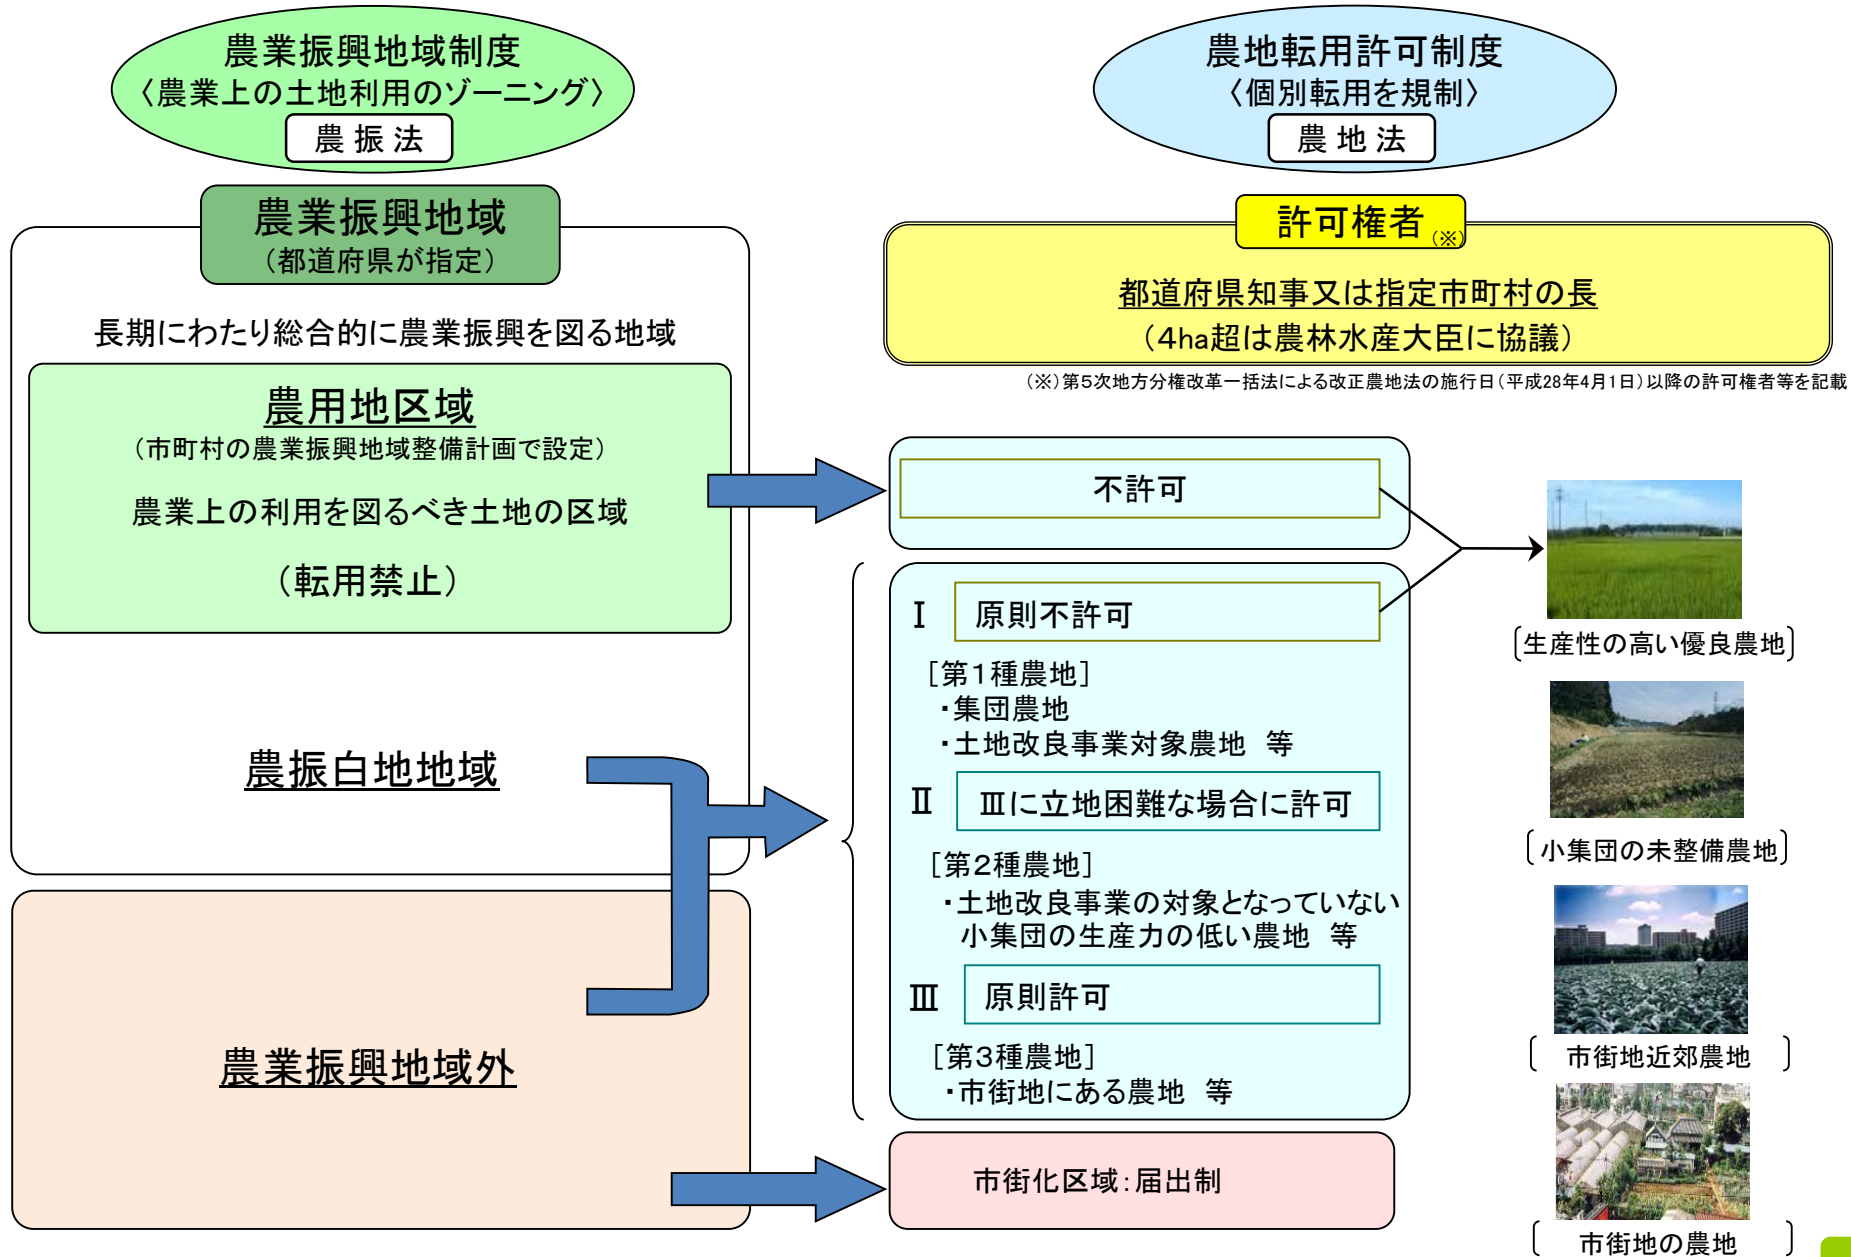 農業振興地域制度
〈農業上の土地利用のゾーニング〉
農 振 法
農業振興地域
（都道府県が指定）
長期にわたり総合的に農業振興を図る地域
農用地区域
（市町村の農業振興地域整備計画で設定）
農業上の利用を図るべき土地の区域
（転用禁止）
農振白地地域
農業振興地域外
農地転用許可制度
〈個別転用を規制〉
農 地 法
許可権者（※）
都道府県知事又は指定市町村の長
（４ha超は農林水産大臣に協議）
（※）第５次地方分権改革一括法による改正農地法の施行日（平成28年４月１日）以降の許可権者等を記載
不許可
Ⅰ 原則不許可
［第１種農地］
・集団農地
・土地改良事業対象農地　等
Ⅱ Ⅲに立地困難な場合に許可
［第２種農地］
・土地改良事業の対象となっていない
小集団の生産力の低い農地　等
Ⅲ 原則許可
［第３種農地］
・市街地にある農地　等
市街化区域：届出制
〔生産性の高い優良農地〕
〔小集団の未整備農地〕
〔市街地近郊農地〕
〔市街地の農地〕